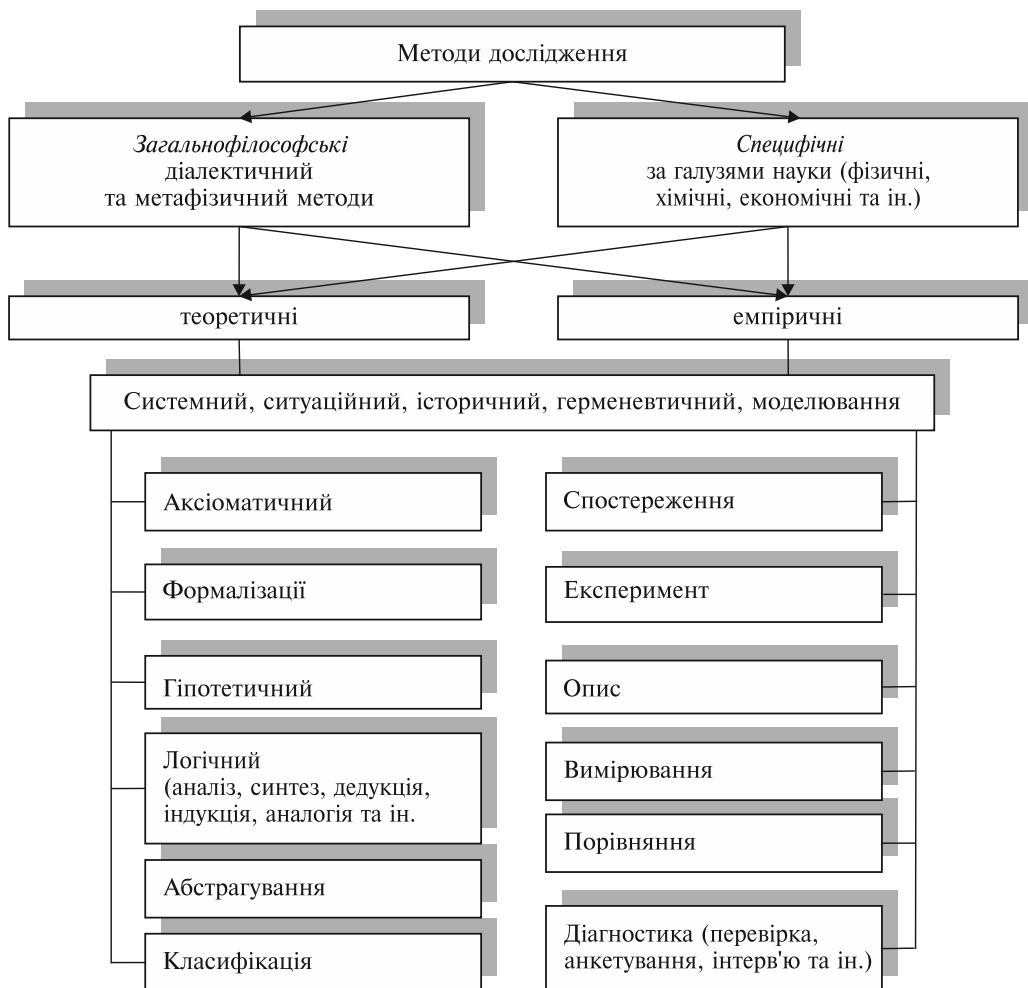 Методи дослідження
Загальнофілософські
діалектичний
та метафізичний методи
Специфічні
за галузями науки (фізичні,
хімічні, економічні та ін.)
теоретичні
емпіричні
Системний, ситуаційний, історичний, герменевтичний, моделювання
Аксіоматичний
Формалізації
Гіпотетичний
Логічний
(аналіз, синтез, дедукція,
індукція, аналогія та ін.
Абстрагування
Класифікація
Спостереження
Експеримент
Опис
Вимірювання
Порівняння
Діагностика (перевірка,
анкетування, інтерв'ю та ін.)